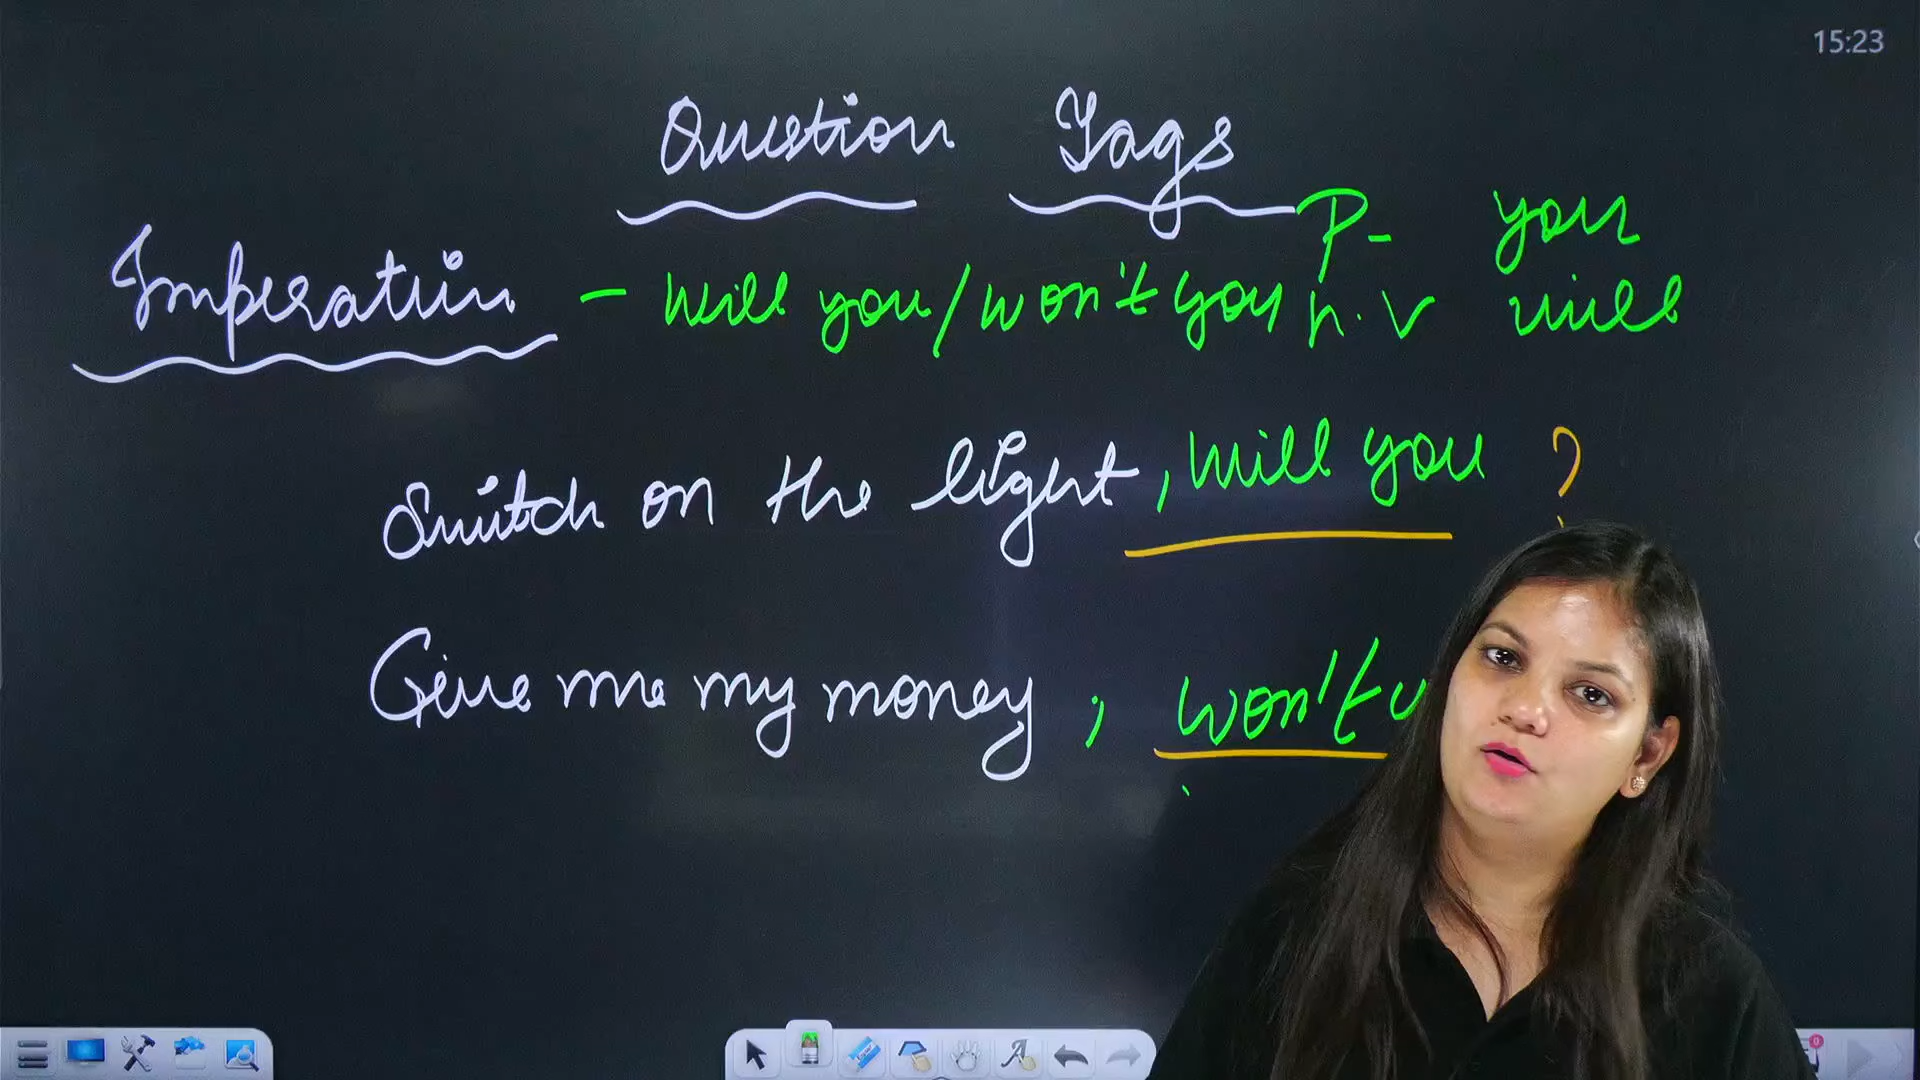 15:23
Question Tags
P- you
Imperative - Will you/won't you h.v will
Switch on the light, Will you ?
Give me my money, won't